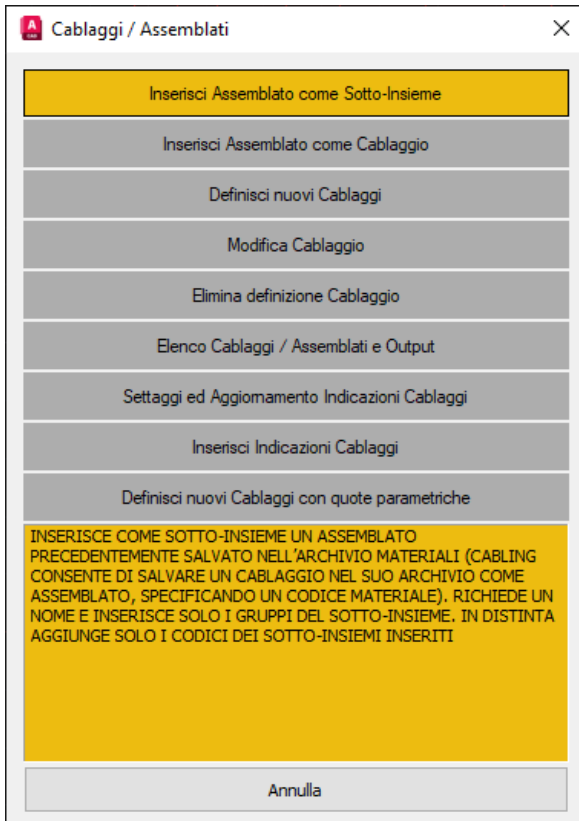 A
CAD
Cablaggi / Assemblati
Inserisci Assemblato come Sotto-Insieme
Inserisci Assemblato come Cablaggio
Definisci nuovi Cablaggi
Modifica Cablaggio
Elimina definizione Cablaggio
Elenco Cablaggi / Assemblati e Output
Settaggi ed Aggiornamento Indicazioni Cablaggi
Inserisci Indicazioni Cablaggi
Definisci nuovi Cablaggi con quote parametriche
INSERISCE COME SOTTO-INSIEME UN ASSEMBLATO
PRECEDENTEMENTE SALVATO NELL'ARCHIVIO MATERIALI (CABLING
CONSENTE DI SALVARE UN CABLAGGIO NEL SUO ARCHIVIO COME
ASSEMBLATO, SPECIFICANDO UN CODICE MATERIALE). RICHIEDE UN
NOME E INSERISCE SOLO I GRUPPI DEL SOTTO-INSIEME. IN DISTINTA
AGGIUNGE SOLO I CODICI DEI SOTTO-INSIEMI INSERITI
Annulla